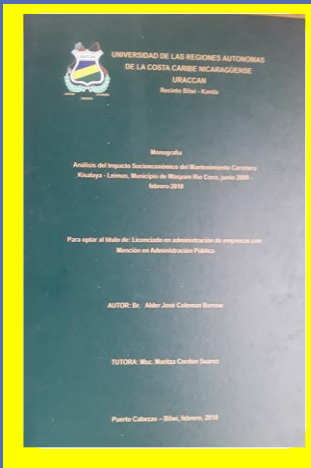 UNIVERSIDAD DE LAS REGIONES AUTONOMAS
DE LA COSTA CARIBE NICARAGÜENSE
URACCAN
Recinto Bilwi - Kamla
Monografía
Análisis del Impacto Socioeconómico del Mantenimiento Carretera
Kisalaya - Leimus, Municipio de Waspam Río Coco, junio 2009 -
febrero 2010
Para optar al título de: Licenciado en administración de empresas con
Mención en Administración Pública
AUTOR: Br. Alder José Coleman
TUTORA: Msc. Maritza Cordón Suarez
Puerto Cabezas – Bilwi, febrero, 2010